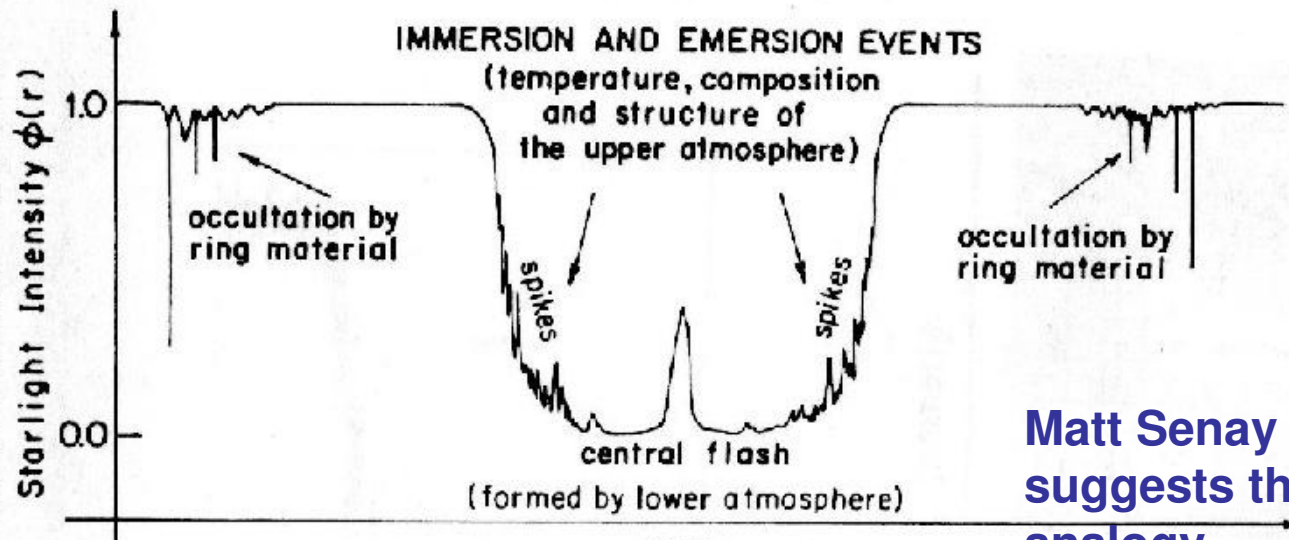 IMMERSION AND EMERSION EVENTS
(temperature, composition
and structure of
the upper atmosphere)
Starlight Intensity ϕ(r)
1.0
0.0
occultation by
ring material
spikes
spikes
occultation by
ring material
central flash
(formed by lower atmosphere)
Matt Senay
suggests